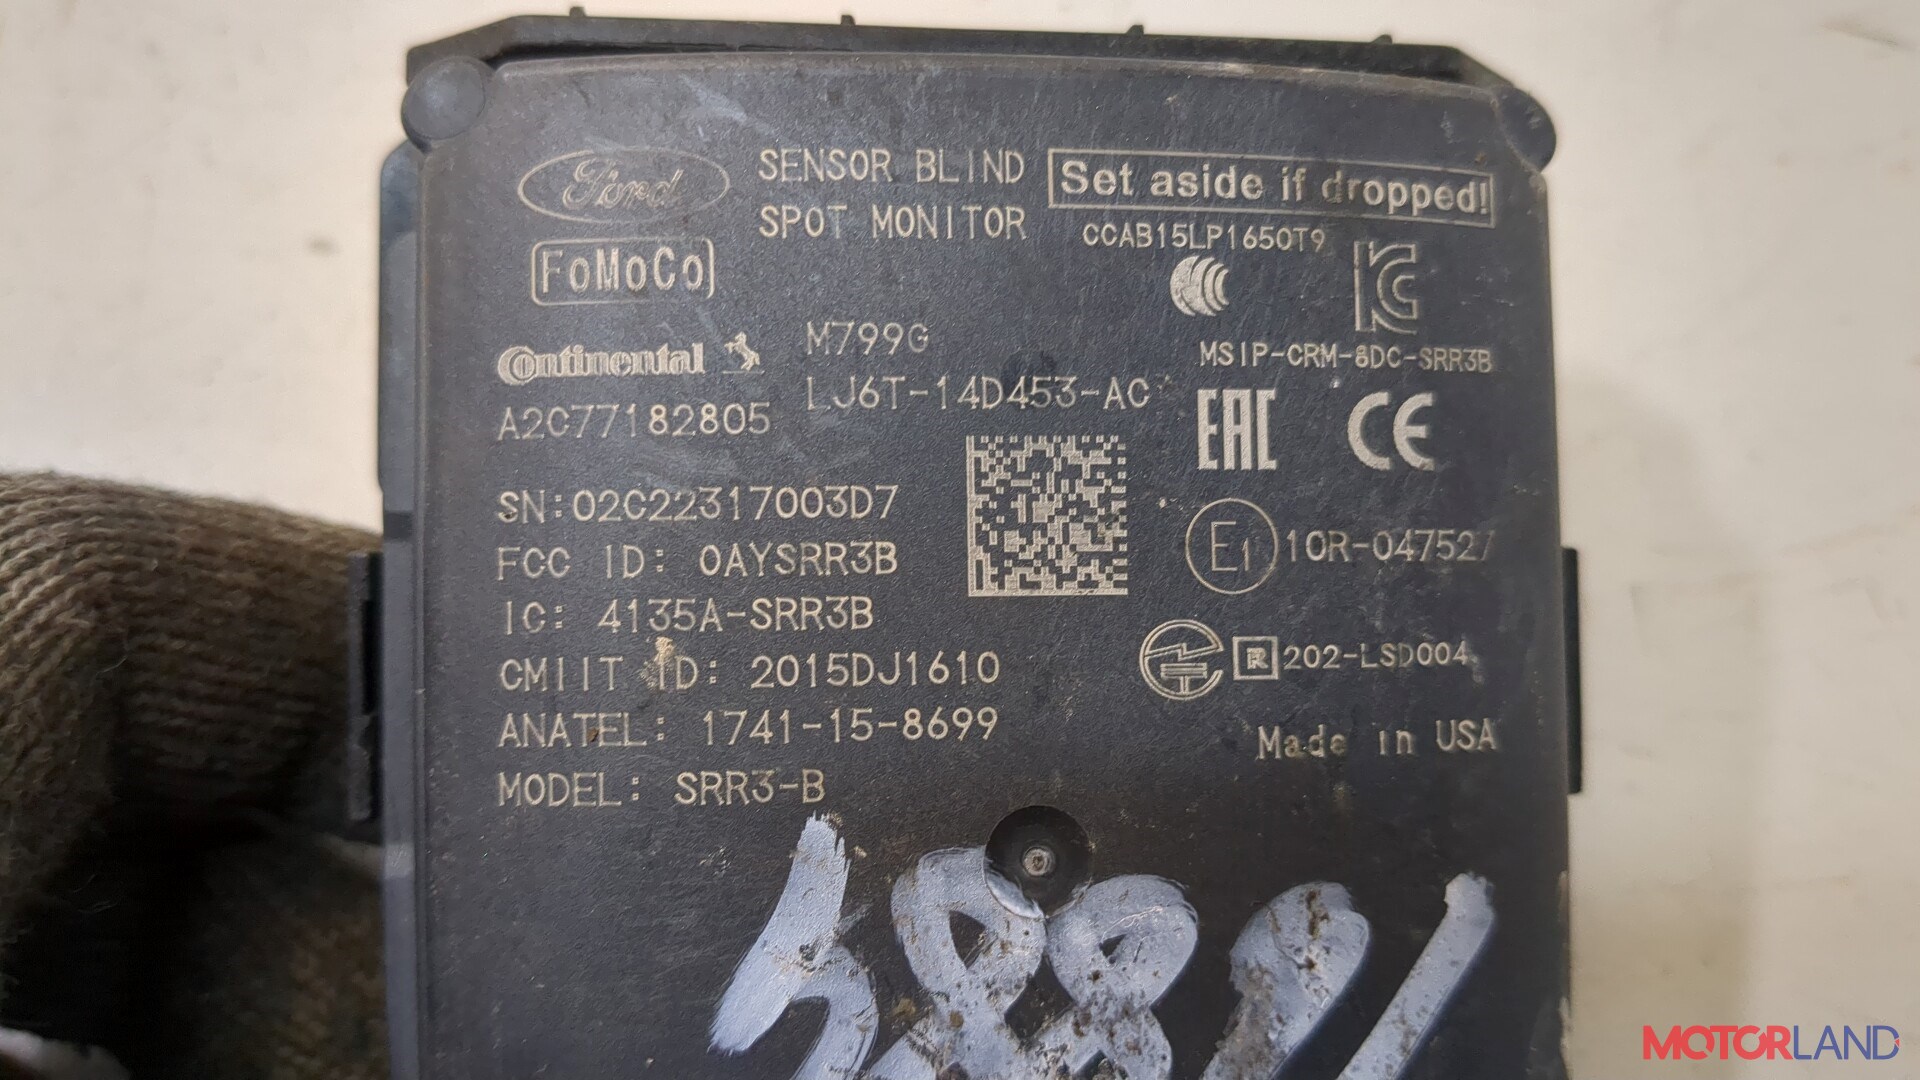 Ford
SENSOR BLIND
SPOT MONITOR
Set aside if dropped!
CCAB15LP1650T9
FoMoCo
Continental
M799G
MSIP-CRM-8DC-SRR3B
LJ6T-14D453-AC
A2C77182805
EAC
CE
SN:02C22317003D7
E1
10R-047527
FCC ID: OAYSRR3B
IC: 4135A-SRR3B
R
202-LSD004
CMIIT ID: 2015DJ1610
ANATEL: 1741-15-8699
Made in USA
MODEL: SRR3-B
MOTORLAND